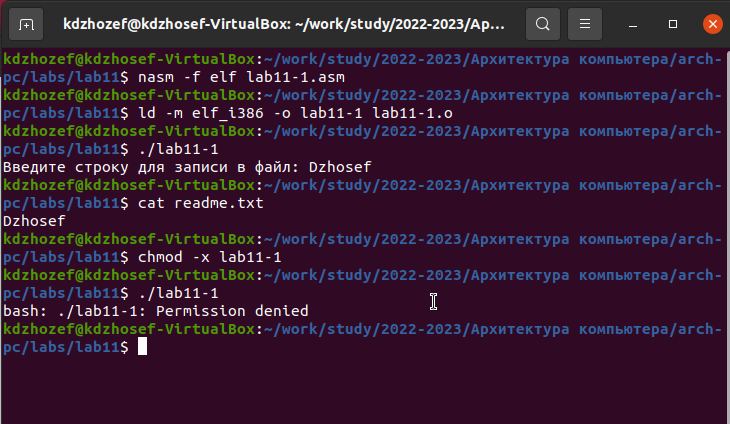 kdzhozef@kdzhosef-VirtualBox: ~/work/study/2022-2023/Ар...
kdzhozef@kdzhosef-VirtualBox:~/work/study/2022-2023/Архитектура компьютера/arch-
pc/labs/lab11$ nasm -f elf lab11-1.asm
kdzhozef@kdzhosef-VirtualBox:~/work/study/2022-2023/Архитектура компьютера/arch-
pc/labs/lab11$ ld -m elf_i386 -o lab11-1 lab11-1.o
kdzhozef@kdzhosef-VirtualBox:~/work/study/2022-2023/Архитектура компьютера/arch-
pc/labs/lab11$ ./lab11-1
Введите строку для записи в файл: Dzhosef
kdzhozef@kdzhosef-VirtualBox:~/work/study/2022-2023/Архитектура компьютера/arch-
pc/labs/lab11$ cat readme.txt
Dzhosef
kdzhozef@kdzhosef-VirtualBox:~/work/study/2022-2023/Архитектура компьютера/arch-
pc/labs/lab11$ chmod -x lab11-1
kdzhozef@kdzhosef-VirtualBox:~/work/study/2022-2023/Архитектура компьютера/arch-
pc/labs/lab11$ ./lab11-1
bash: ./lab11-1: Permission denied
kdzhozef@kdzhosef-VirtualBox:~/work/study/2022-2023/Архитектура компьютера/arch-
pc/labs/lab11$